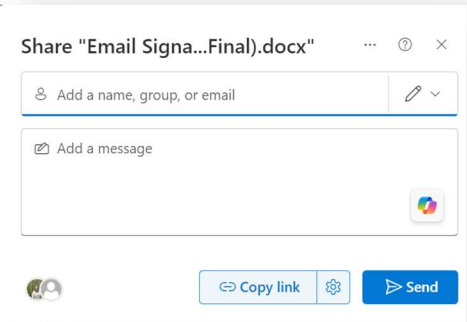 Share "Email Signa...Final).docx"
Add a name, group, or email
Add a message
Copy link
Send